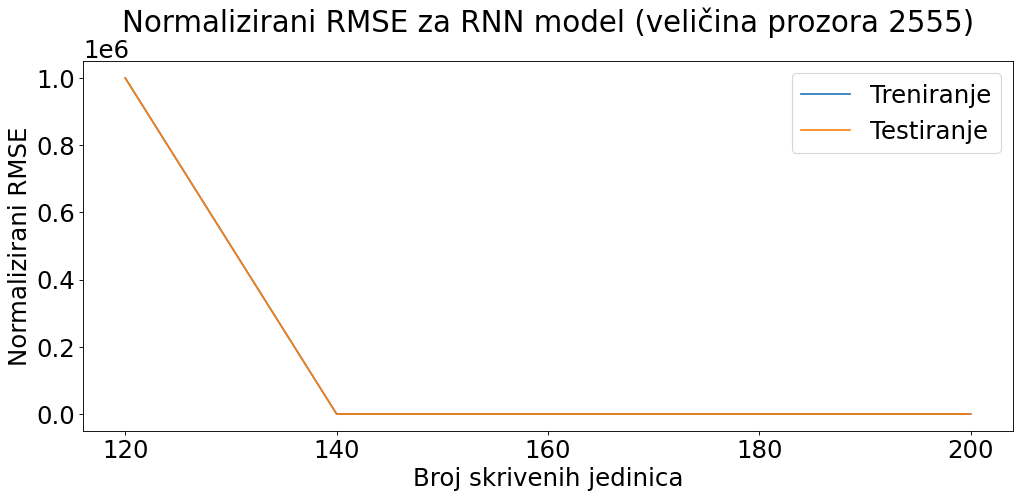 Normalizirani RMSE za RNN model (veličina prozora 2555)
1e6
1.0
0.8
0.6
0.4
0.2
0.0
Normalizirani RMSE
Treniranje
Testiranje
120 140 160 180 200
Broj skrivenih jedinica